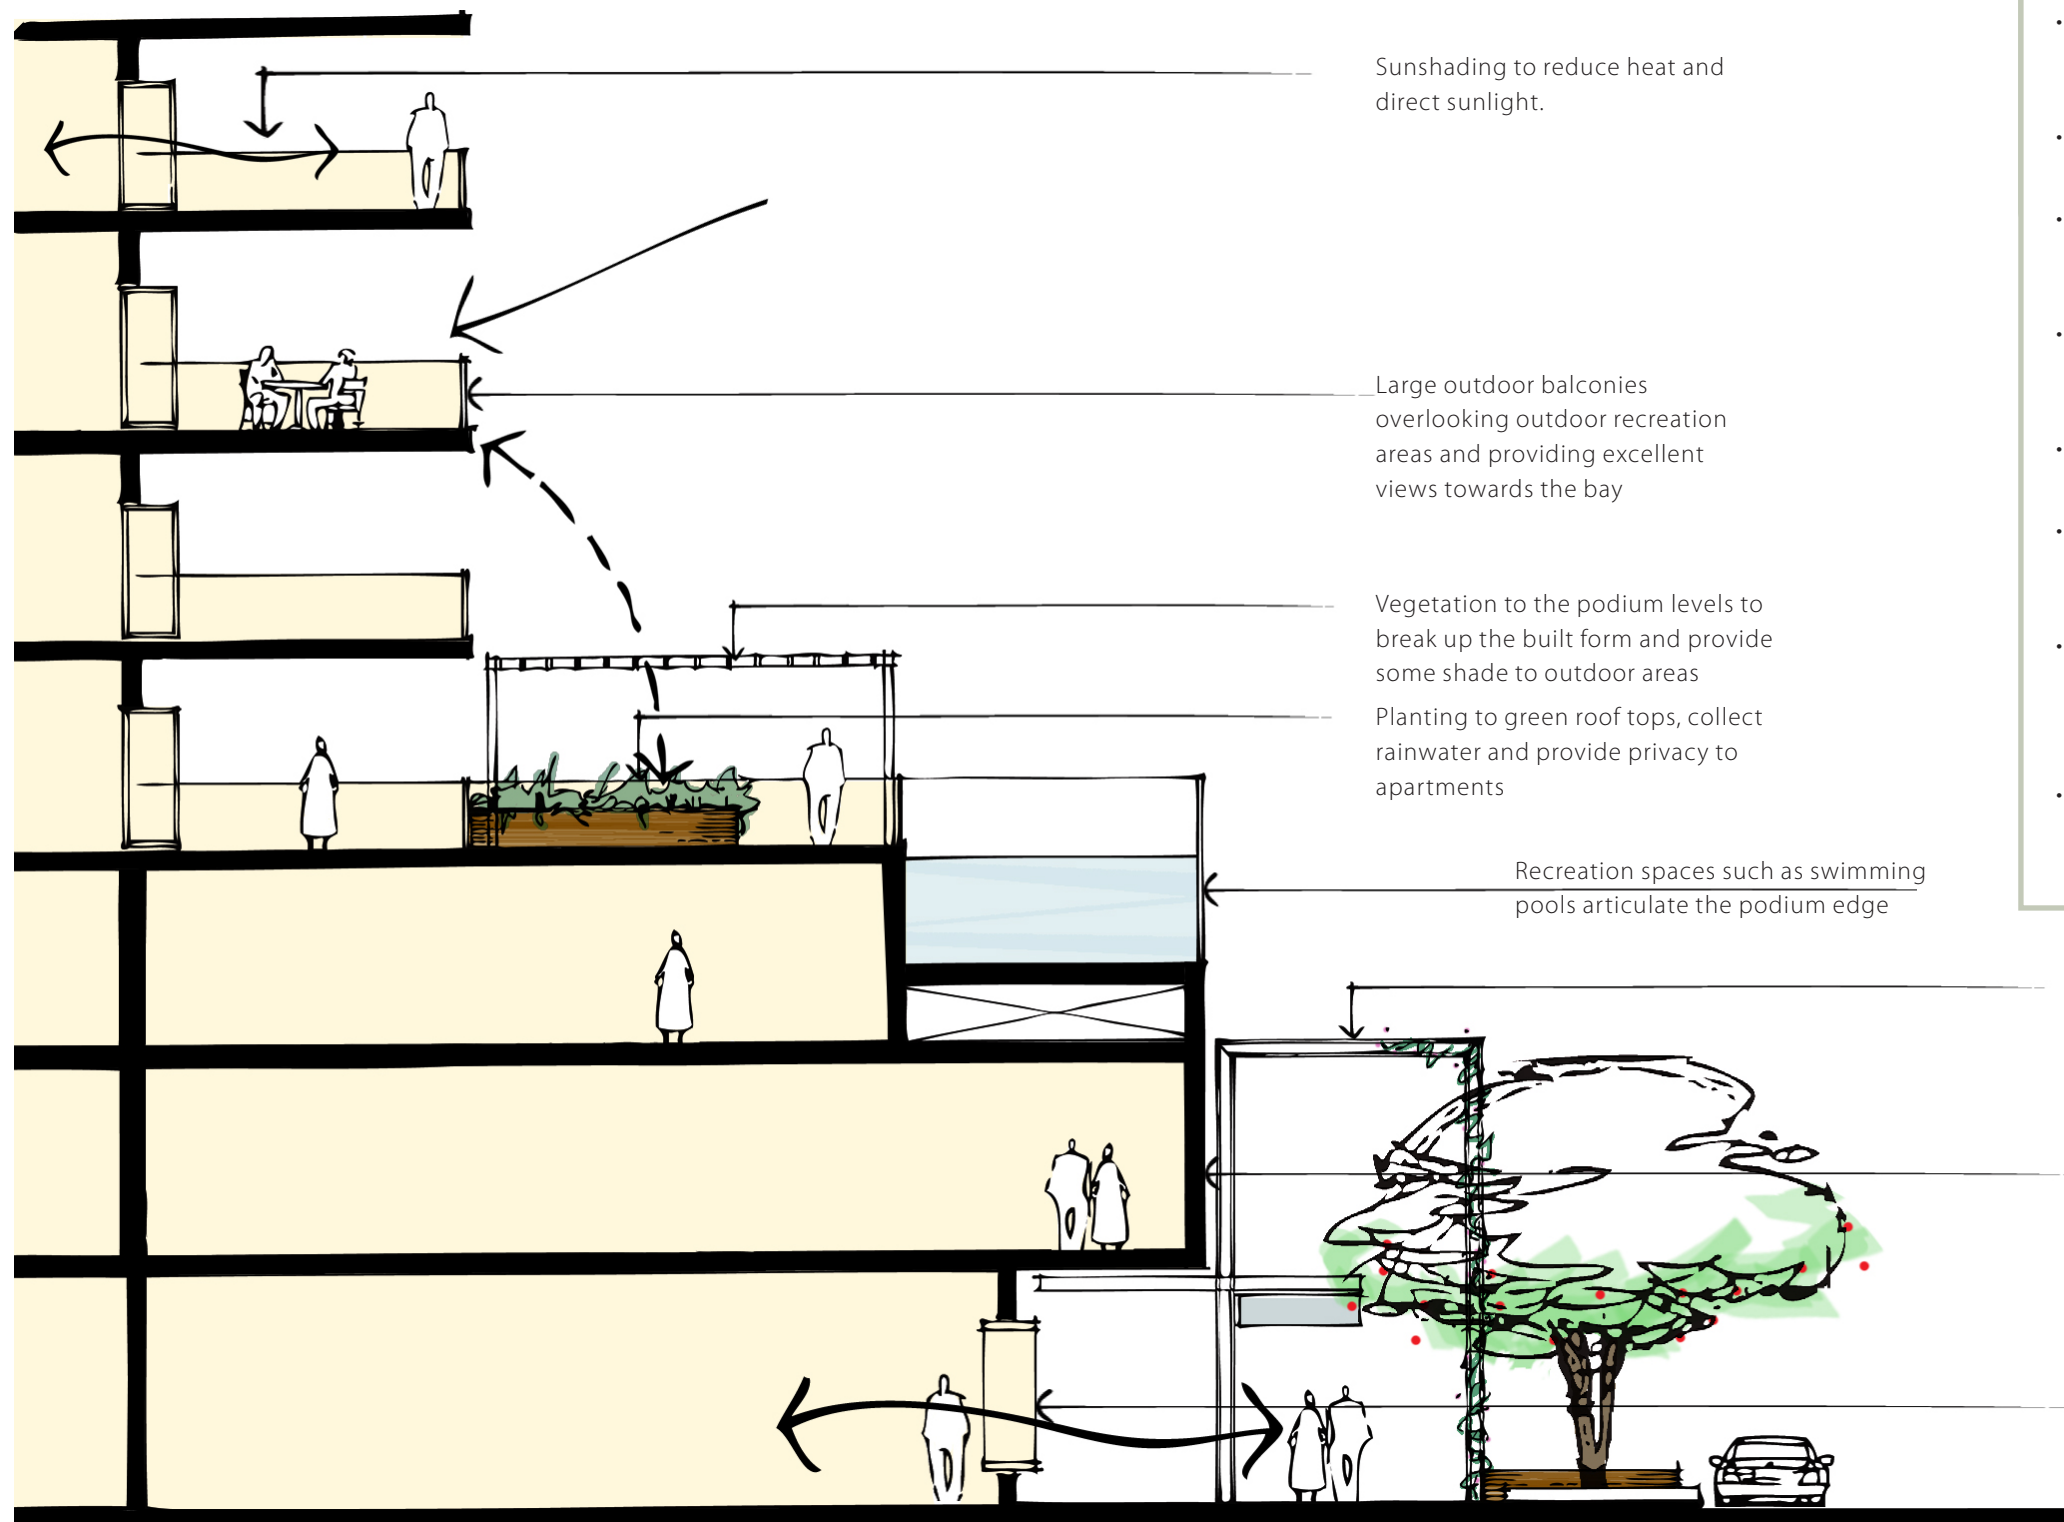 Sunshading to reduce heat and
direct sunlight.
Large outdoor balconies
overlooking outdoor recreation
areas and providing excellent
views towards the bay
Vegetation to the podium levels to
break up the built form and provide
some shade to outdoor areas
Planting to green roof tops, collect
rainwater and provide privacy to
apartments
Recreation spaces such as swimming
pools articulate the podium edge